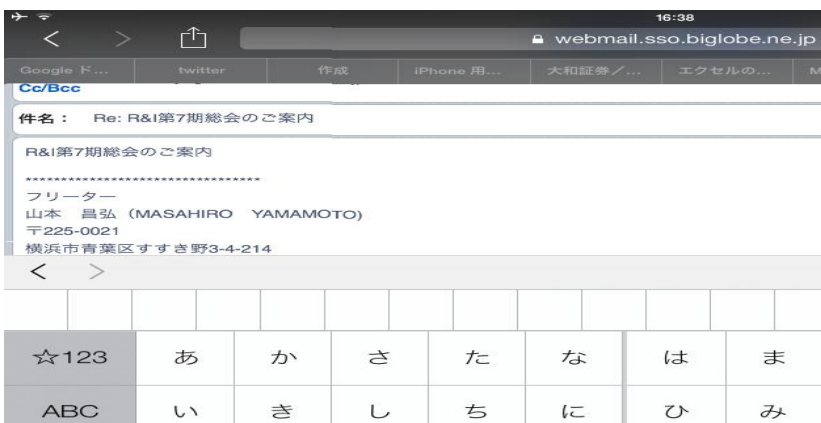 16:38
webmail.sso.biglobe.ne.jp
Google ド... twitter 作成 iPhone 用... 大和証券/... エクセルの... M
Cc/Bcc
件名： Re: R&I第7期総会のご案内
R&I第7期総会のご案内
*********************************
フリーター
山本 昌弘（MASAHIRO YAMAMOTO)
〒225-0021
横浜市青葉区すすき野3-4-214
☆123 あ か さ た な は ま
ABC い き し ち に ひ み